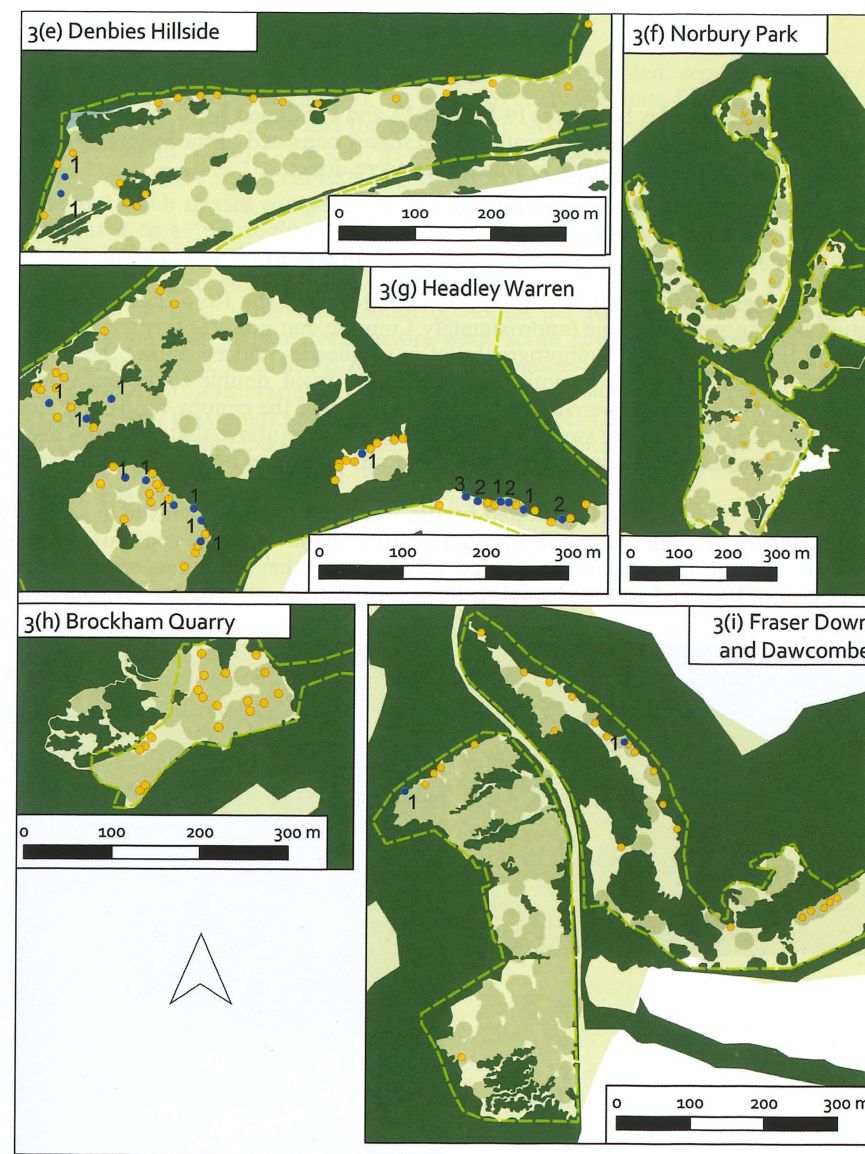 3(e) Denbies Hillside
1
1
0 100 200 300 m
3(f) Norbury Park
0 100 200 300 m
3(g) Headley Warren
1
1
1
1
1
1
1
1
1
1
3 2 1 2 1 2
0 100 200 300 m
3(h) Brockham Quarry
0 100 200 300 m
3(i) Fraser Down
and Dawcombe
1
1
0 100 200 300 m